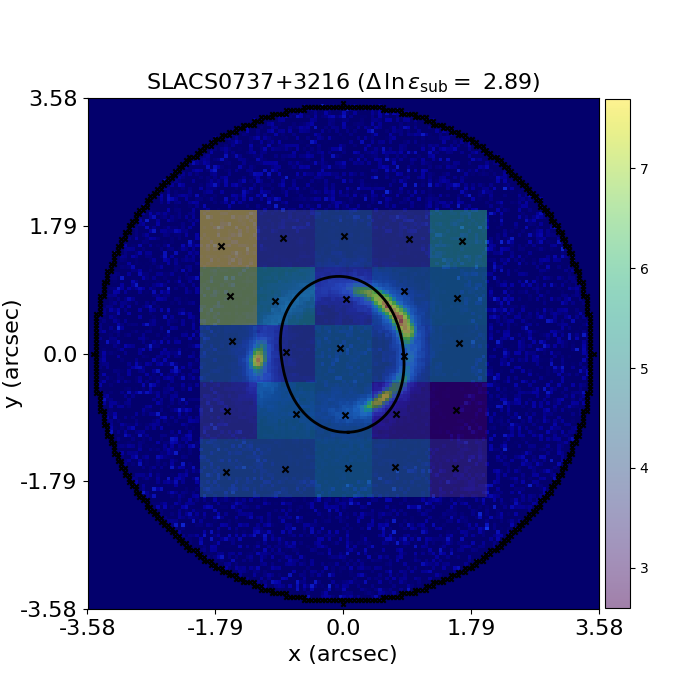 SLACS0737+3216 (Δ ln ε_sub = 2.89)
3.58
1.79
0.0
-1.79
-3.58
y (arcsec)
-3.58 -1.79 0.0 1.79 3.58
x (arcsec)
7
6
5
4
3